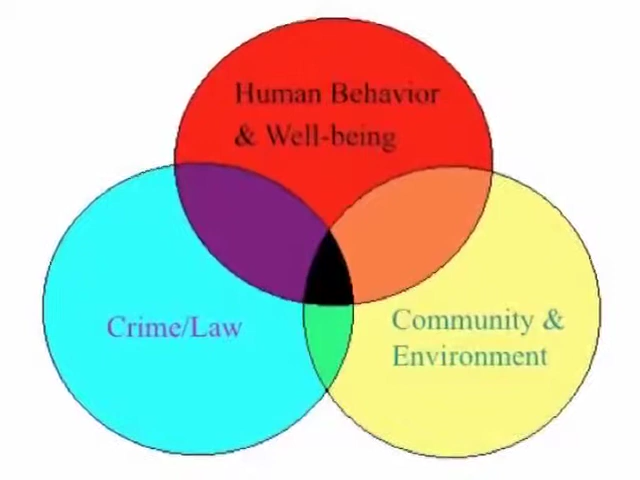 Human Behavior
& Well-being
Crime/Law
Community &
Environment